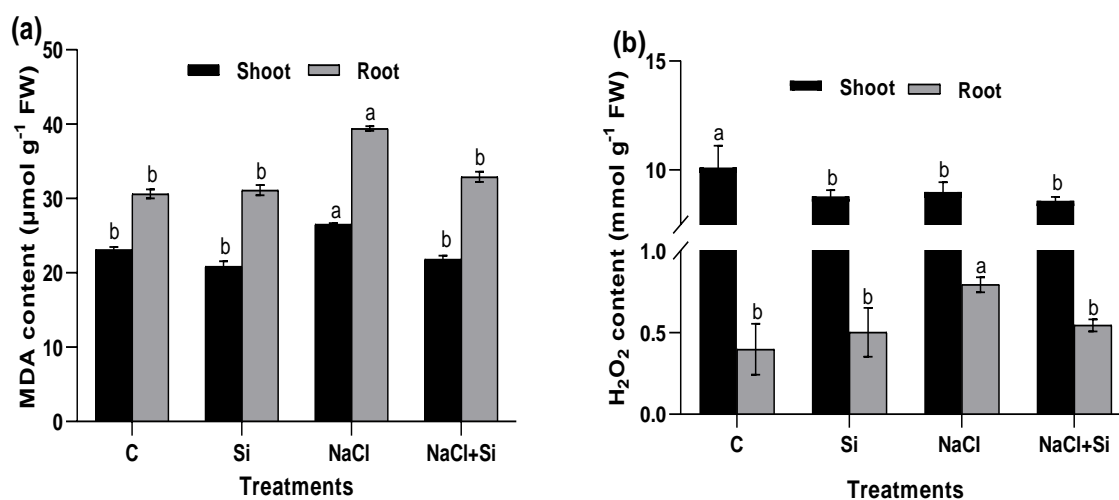 (a)
MDA content (µmol g⁻¹ FW)
50
40
30
20
10
0
Shoot Root
b b b b a a b b
C Si NaCl NaCl+Si
Treatments
(b)
H₂O₂ content (mmol g⁻¹ FW)
15
10
1.0
0.5
0.0
Shoot Root
a b b b
b b a b
C Si NaCl NaCl+Si
Treatments